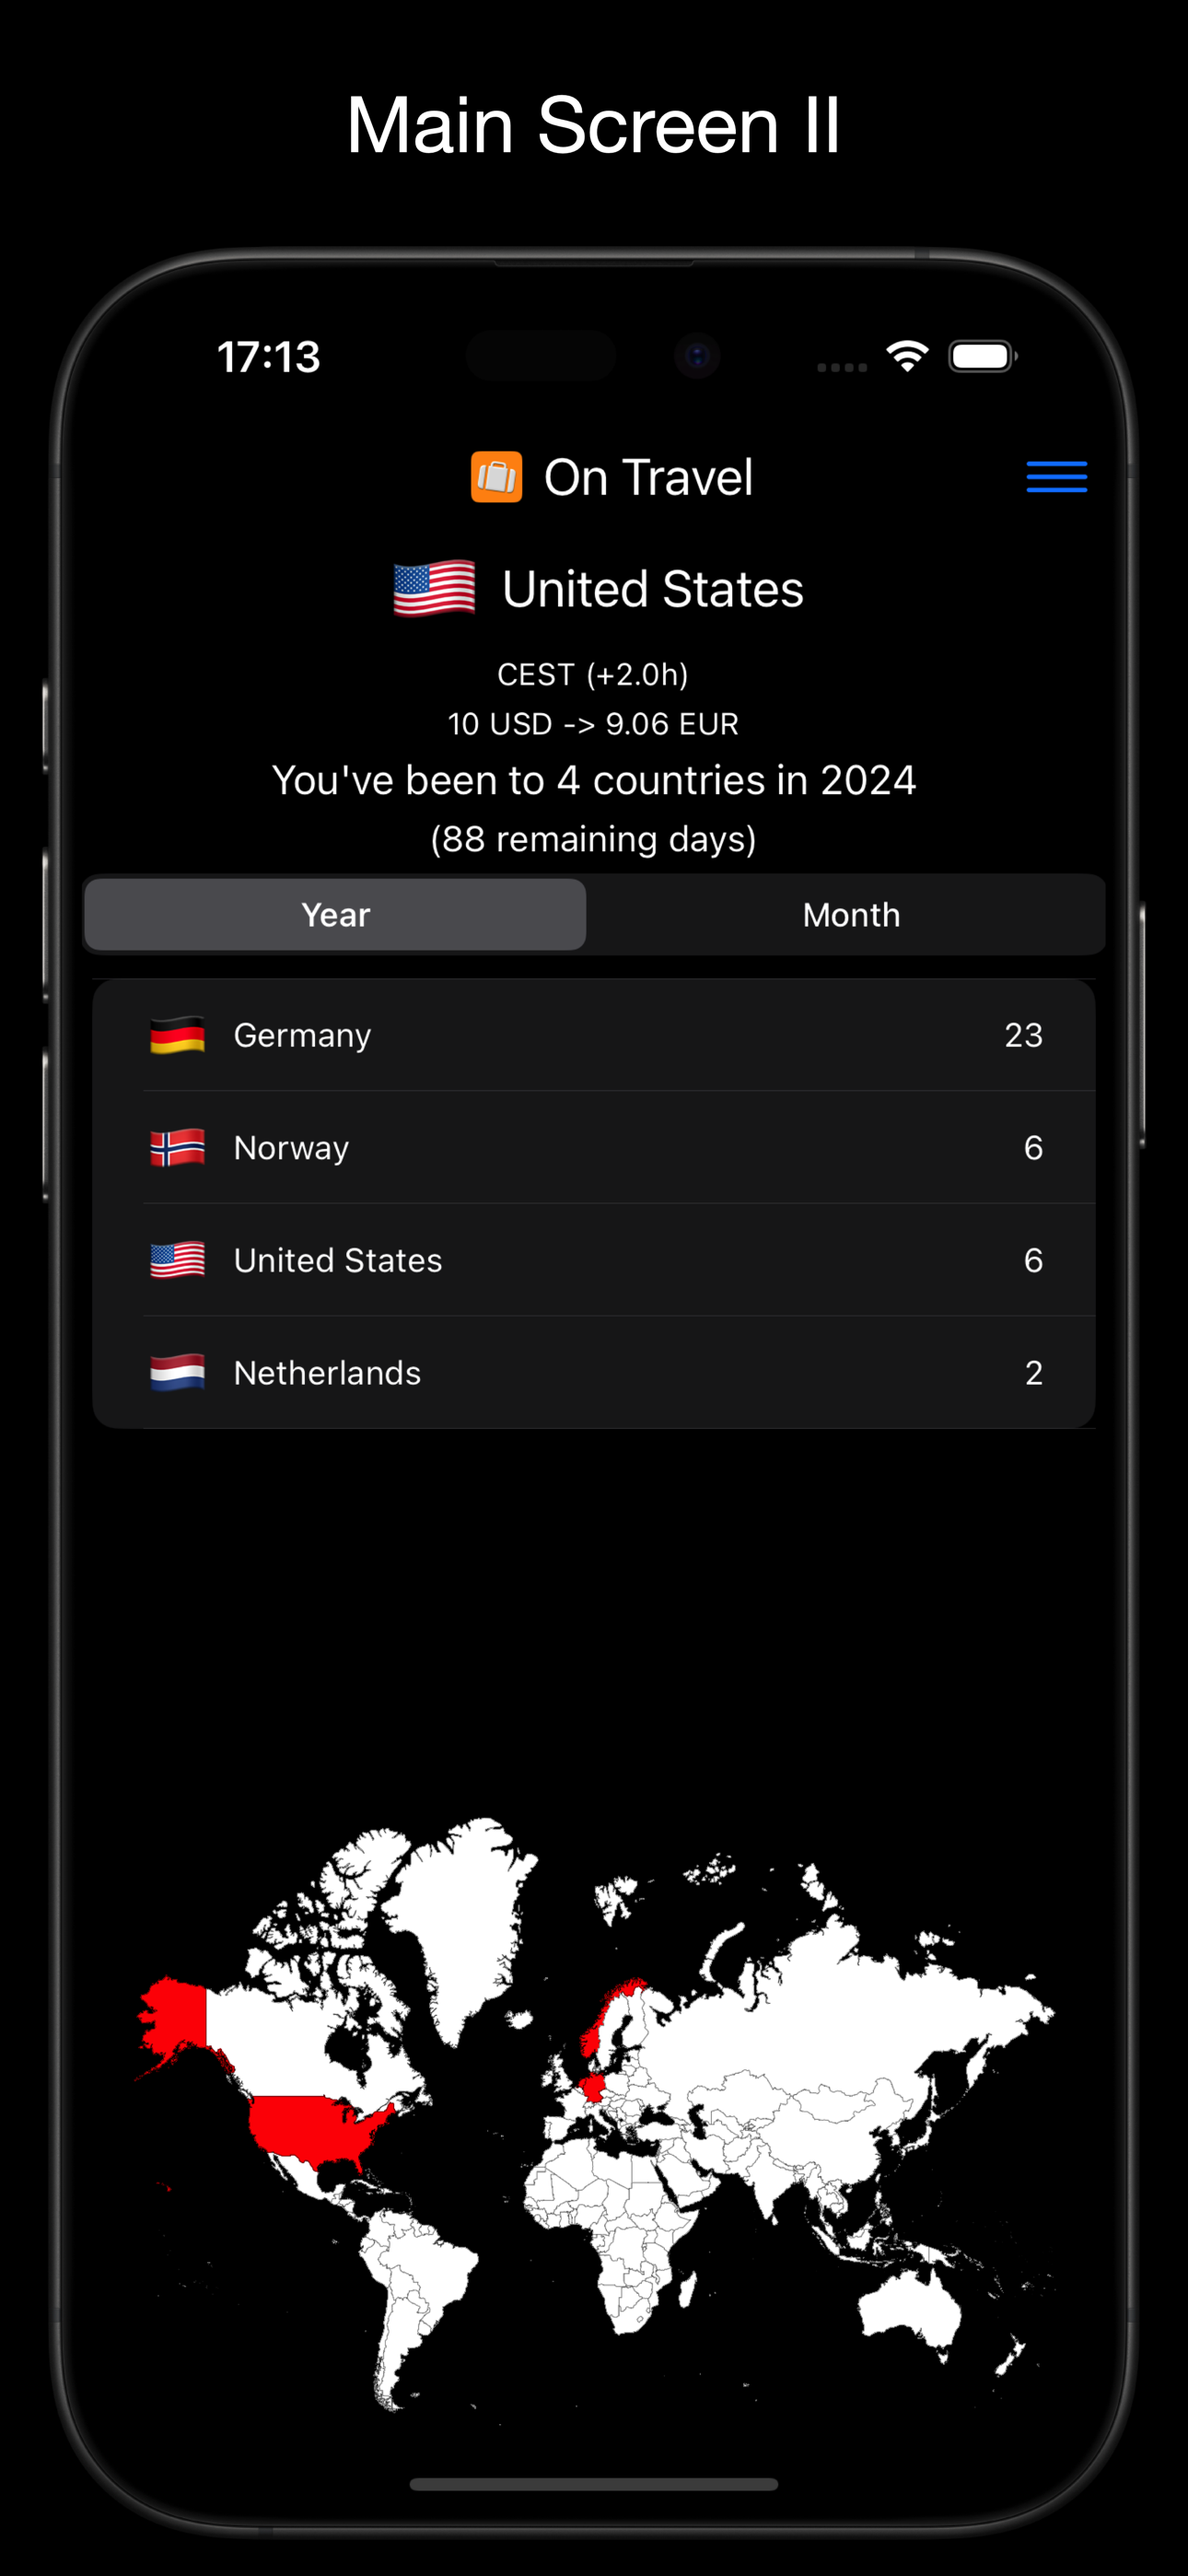 Main Screen II
17:13
On Travel
United States
CEST (+2.0h)
10 USD -> 9.06 EUR
You've been to 4 countries in 2024
(88 remaining days)
Year Month
Germany 23
Norway 6
United States 6
Netherlands 2